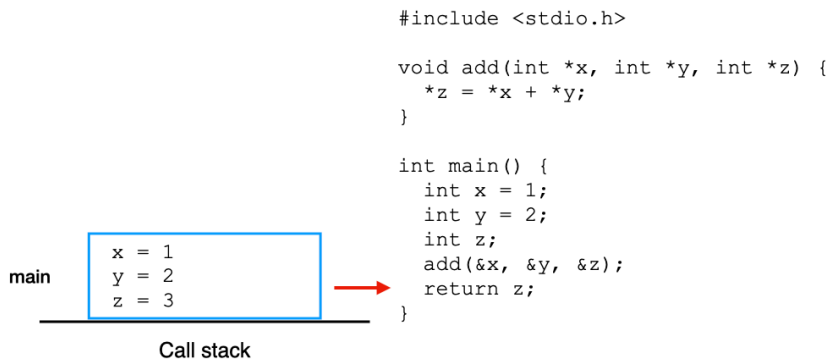 #include <stdio.h>
void add(int *x, int *y, int *z) {
*z = *x + *y;
}
int main() {
int x = 1;
int y = 2;
int z;
add(&x, &y, &z);
return z;
}
main
x = 1
y = 2
z = 3
Call stack